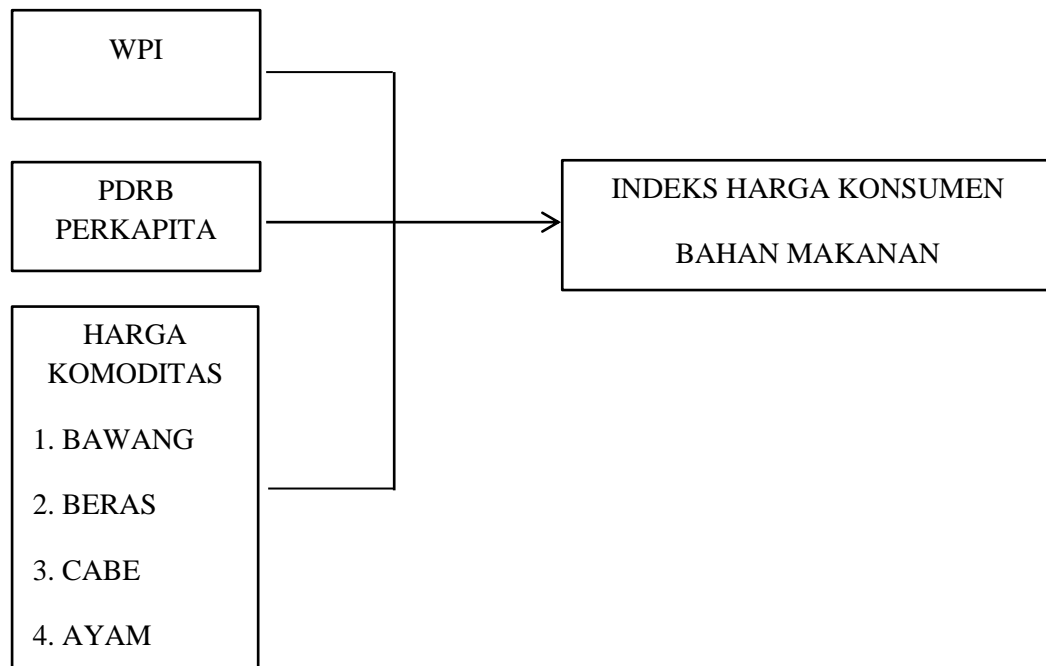 WPI
PDRB
PERKAPITA
HARGA
KOMODITAS
1. BAWANG
2. BERAS
3. CABE
4. AYAM
INDEKS HARGA KONSUMEN
BAHAN MAKANAN